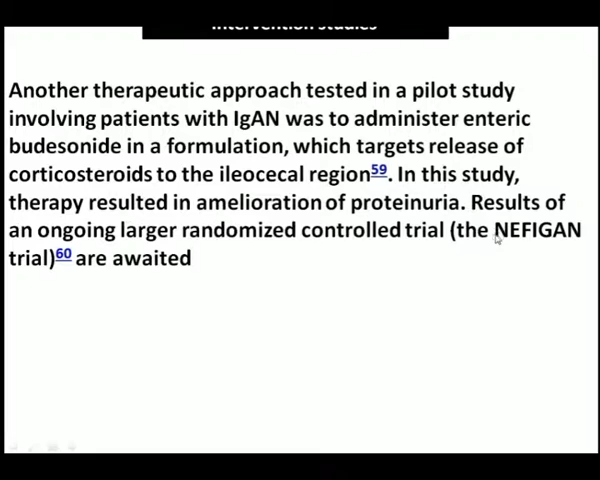 Intervention studies
Another therapeutic approach tested in a pilot study
involving patients with IgAN was to administer enteric
budesonide in a formulation, which targets release of
corticosteroids to the ileocecal region59. In this study,
therapy resulted in amelioration of proteinuria. Results of
an ongoing larger randomized controlled trial (the NEFIGAN
trial)60 are awaited